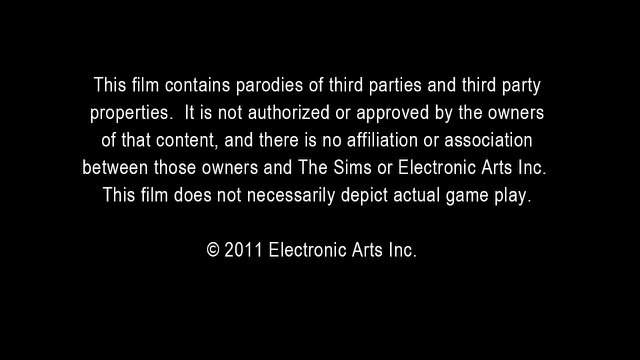 This film contains parodies of third parties and third party
properties.  It is not authorized or approved by the owners
of that content, and there is no affiliation or association
between those owners and The Sims or Electronic Arts Inc.
This film does not necessarily depict actual game play.
© 2011 Electronic Arts Inc.